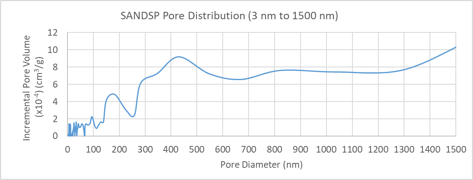 SANDSP Pore Distribution (3 nm to 1500 nm)
Incremental Pore Volume
(x10⁻¹) (cm³/g)
12
10
8
6
4
2
0
0 100 200 300 400 500 600 700 800 900 1000 1100 1200 1300 1400 1500
Pore Diameter (nm)